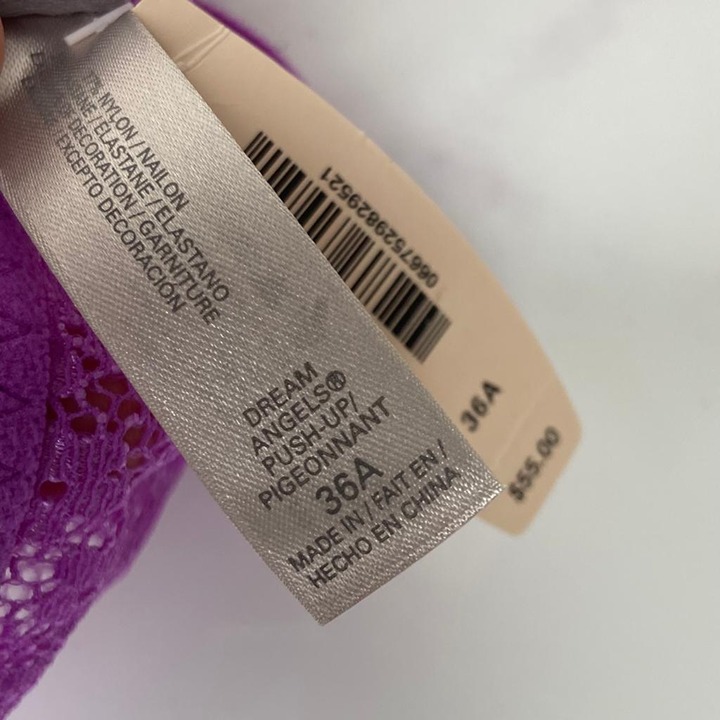 NYLON / NAILON
ELASTANE / ELASTANO
DECORATION / GARNITURE
EXCEPTO DECORACIÓN
DREAM
ANGELS®
PUSH-UP/
PIGEONNANT
36A
MADE IN / FAIT EN /
HECHO EN CHINA
0667529829521
36A
$55.00